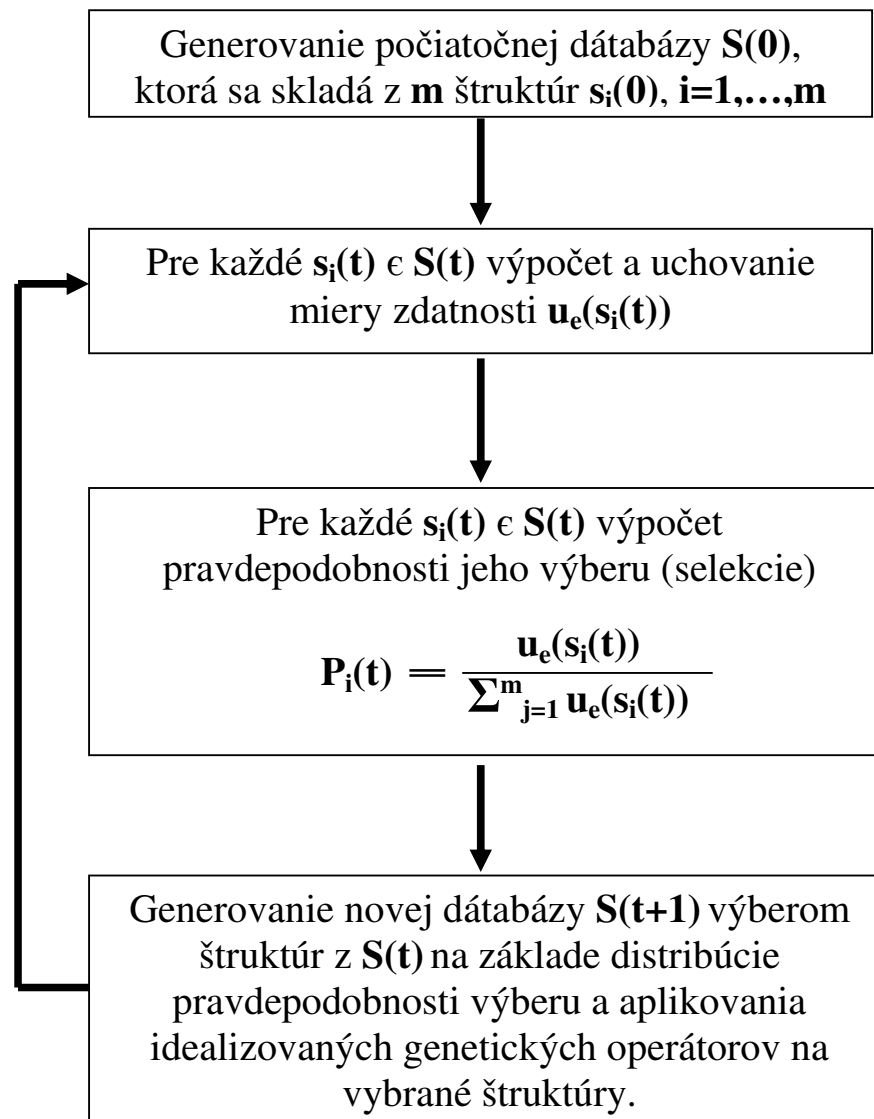 Generovanie počiatočnej dátabázy S(0),
ktorá sa skladá z m štruktúr sᵢ(0), i=1,…,m
Pre každé sᵢ(t) є S(t) výpočet a uchovanie
miery zdatnosti uₑ(sᵢ(t))
Pre každé sᵢ(t) є S(t) výpočet
pravdepodobnosti jeho výberu (selekcie)
uₑ(sᵢ(t))
Pᵢ(t) =
Σᵐⱼ₌₁ uₑ(sᵢ(t))
Generovanie novej dátabázy S(t+1) výberom
štruktúr z S(t) na základe distribúcie
pravdepodobnosti výberu a aplikovania
idealizovaných genetických operátorov na
vybrané štruktúry.